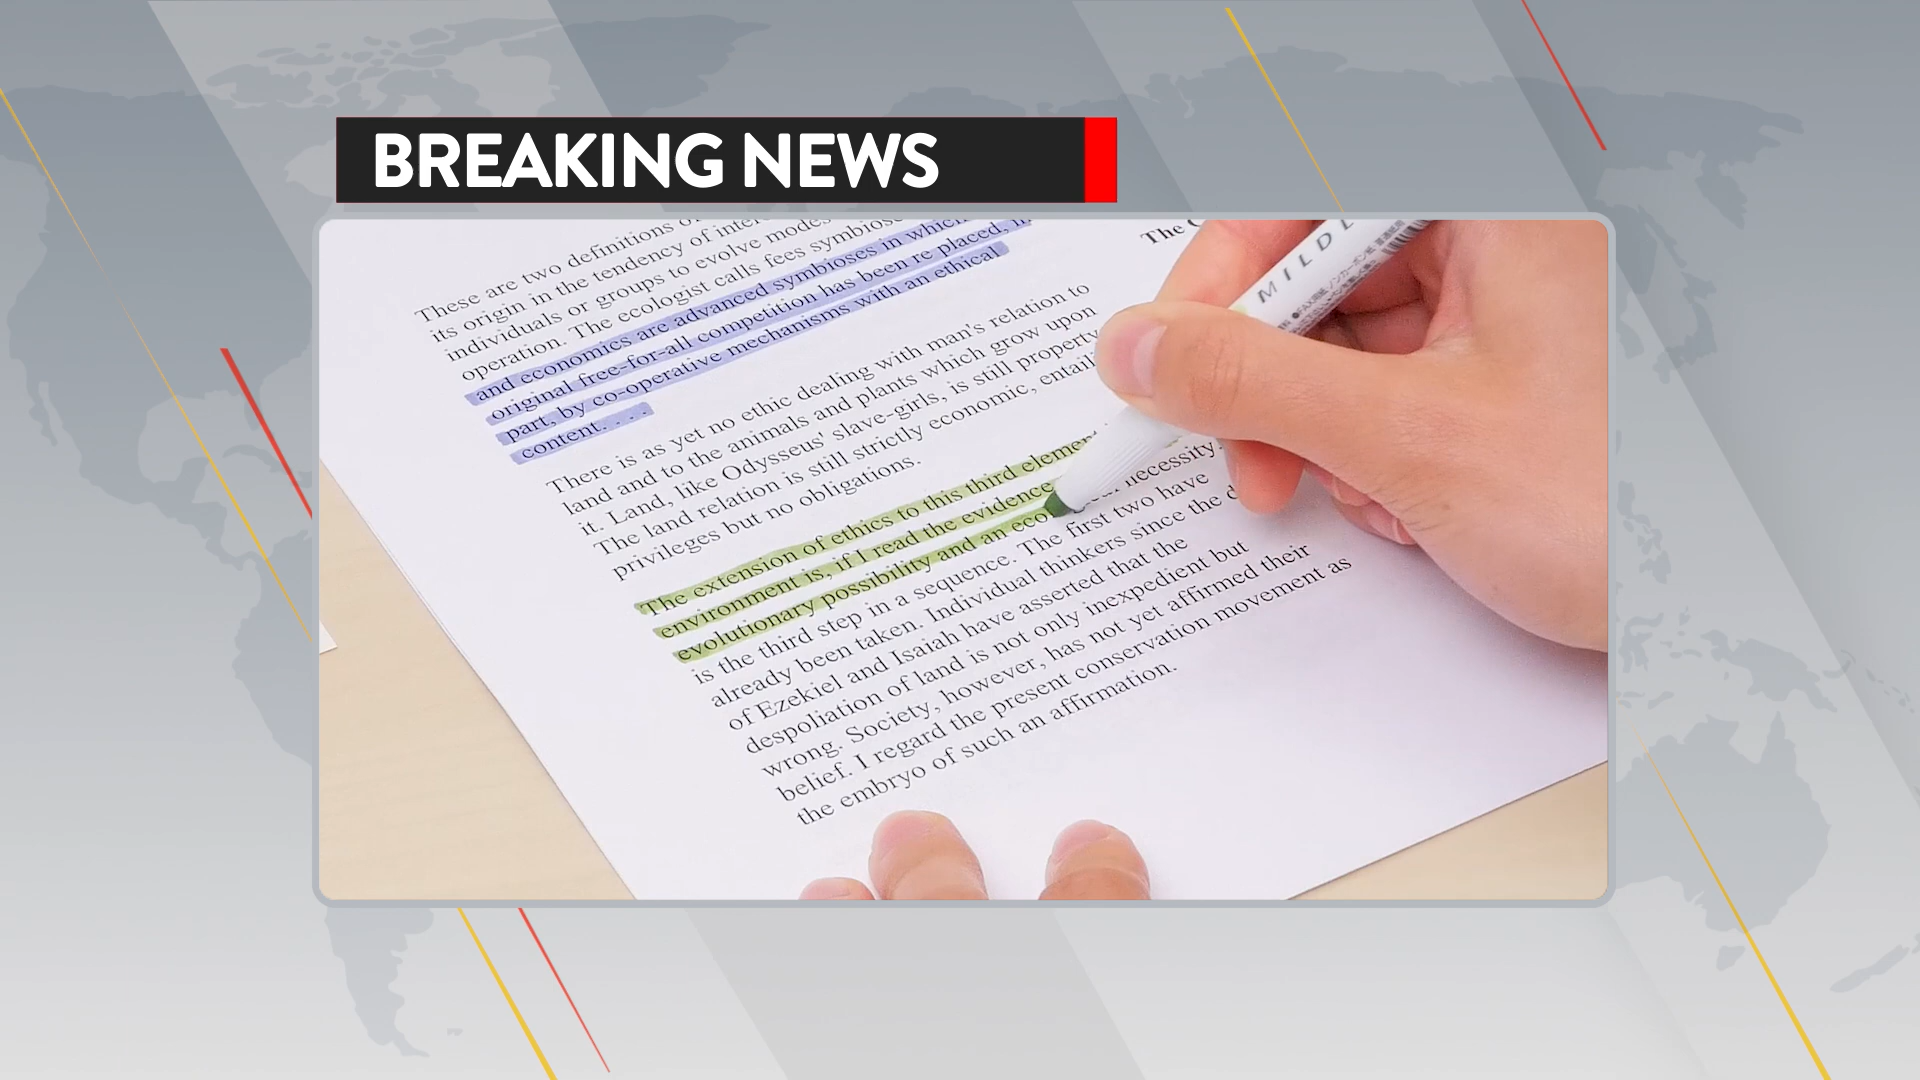 BREAKING NEWS
These are two definitions of
its origin in the tendency of
individuals or groups to evolve modes
operation. The ecologist calls fees symbioses
and economics are advanced symbioses in which
original free-for-all competition has been re placed, in
part, by co-operative mechanisms with an ethical
content. . . .
There is as yet no ethic dealing with man's relation to
land and to the animals and plants which grow upon
it. Land, like Odysseus' slave-girls, is still property
The land relation is still strictly economic, entail
privileges but no obligations.
The extension of ethics to this third
environment is, if I read the evidence
evolutionary possibility and an necessity.
is the third step in a sequence. The first two have
already been taken. Individual thinkers since the
of Ezekiel and Isaiah have asserted that the
despoliation of land is not only inexpedient but
wrong. Society, however, has not yet affirmed their
belief. I regard the present conservation movement as
the embryo of such an affirmation.
The
MILDL